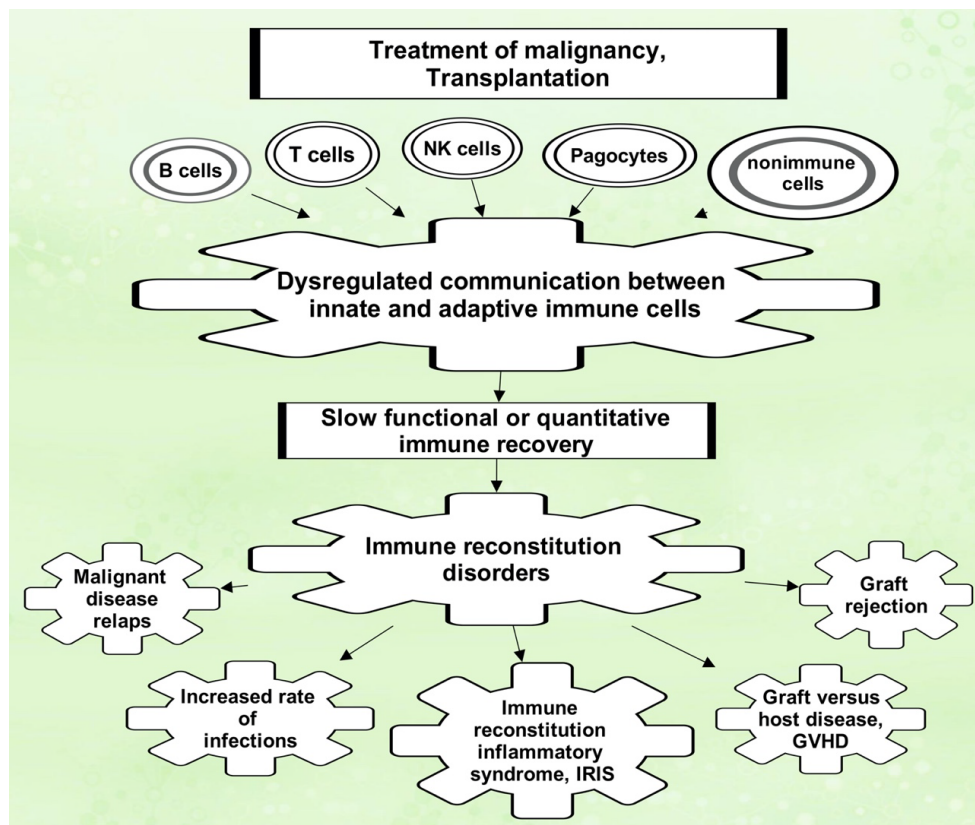 Treatment of malignancy,
Transplantation
B cells
T cells
NK cells
Pagocytes
nonimmune
cells
Dysregulated communication between
innate and adaptive immune cells
Slow functional or quantitative
immune recovery
Immune reconstitution
disorders
Malignant
disease
relaps
Graft
rejection
Increased rate
of
infections
Immune
reconstitution
inflammatory
syndrome, IRIS
Graft versus
host disease,
GVHD